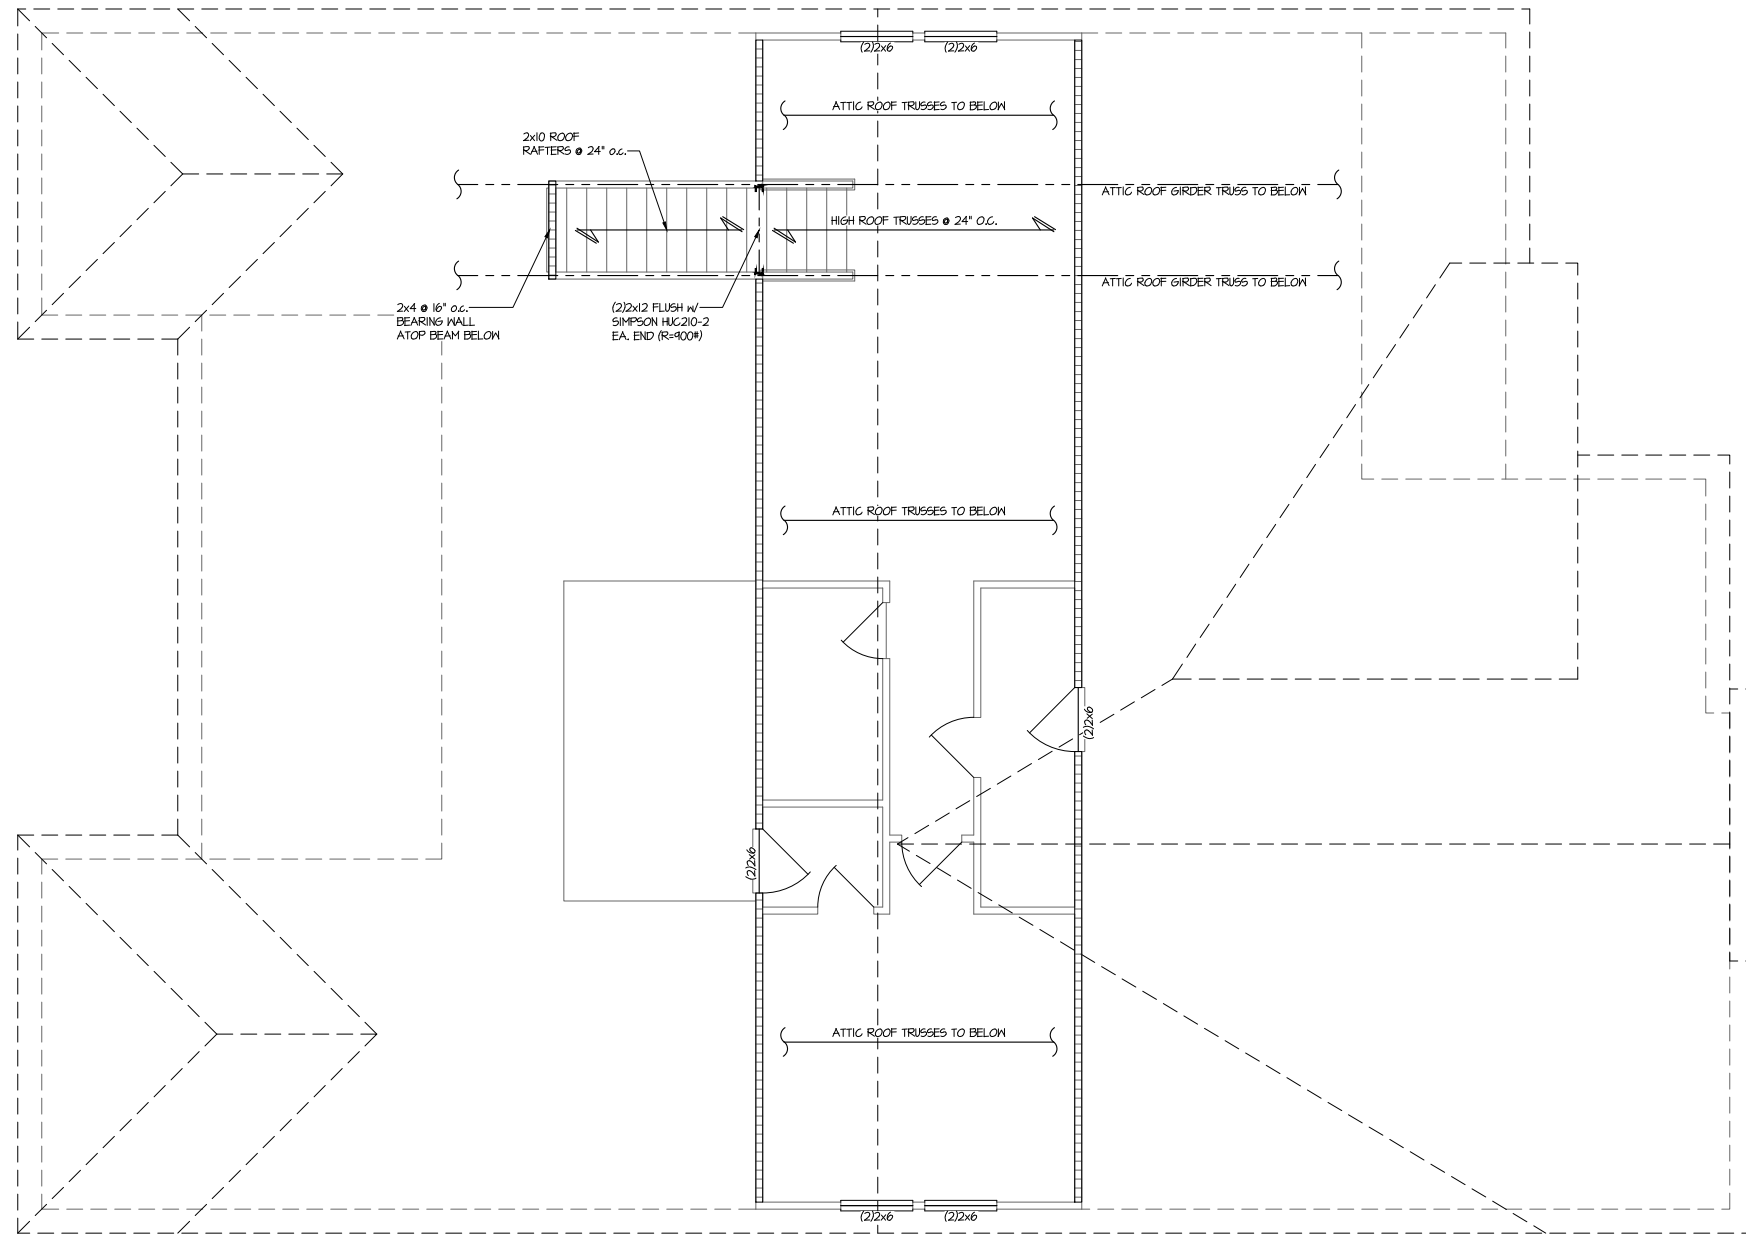 (2)2x6
(2)2x6
ATTIC ROOF TRUSSES TO BELOW
2x10 ROOF
RAFTERS @ 24" o.c.
ATTIC ROOF GIRDER TRUSS TO BELOW
HIGH ROOF TRUSSES @ 24" O.C.
ATTIC ROOF GIRDER TRUSS TO BELOW
2x4 @ 16" o.c.
BEARING WALL
ATOP BEAM BELOW
(2)2x12 FLUSH w/
SIMPSON HUC210-2
EA. END (R=900#)
ATTIC ROOF TRUSSES TO BELOW
(2)2x6
(2)2x6
ATTIC ROOF TRUSSES TO BELOW
(2)2x6
(2)2x6